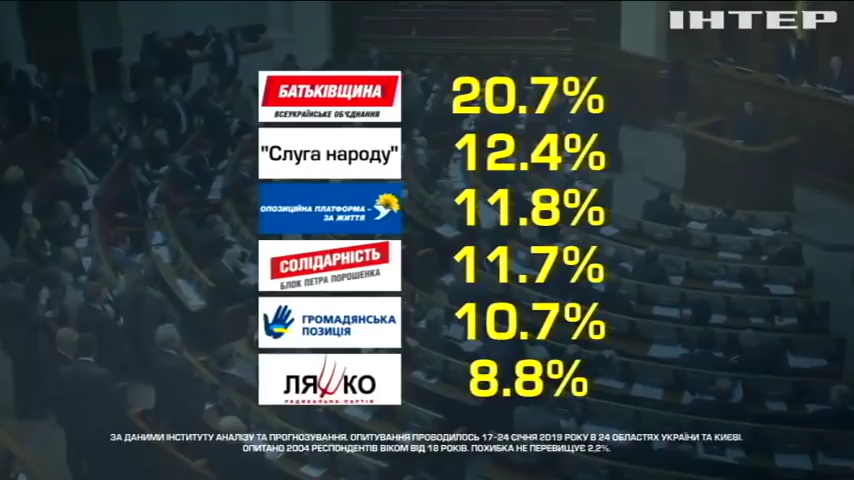 ІНТЕР
БАТЬКІВЩИНА
ВСЕУКРАЇНСЬКЕ ОБ'ЄДНАННЯ
20.7%
"Слуга народу"
12.4%
ОПОЗИЦІЙНА ПЛАТФОРМА –
ЗА ЖИТТЯ
11.8%
СОЛІДАРНІСТЬ
БЛОК ПЕТРА ПОРОШЕНКА
11.7%
ГРОМАДЯНСЬКА
ПОЗИЦІЯ
10.7%
ЛЯШКО
РАДИКАЛЬНА ПАРТІЯ
8.8%
ЗА ДАНИМИ ІНСТИТУТУ АНАЛІЗУ ТА ПРОГНОЗУВАННЯ. ОПИТУВАННЯ ПРОВОДИЛОСЬ 17-24 СІЧНЯ 2019 РОКУ В 24 ОБЛАСТЯХ УКРАЇНИ ТА КИЄВІ.
ОПИТАНО 2004 РЕСПОНДЕНТІВ ВІКОМ ВІД 18 РОКІВ. ПОХИБКА НЕ ПЕРЕВИЩУЄ 2,2%.